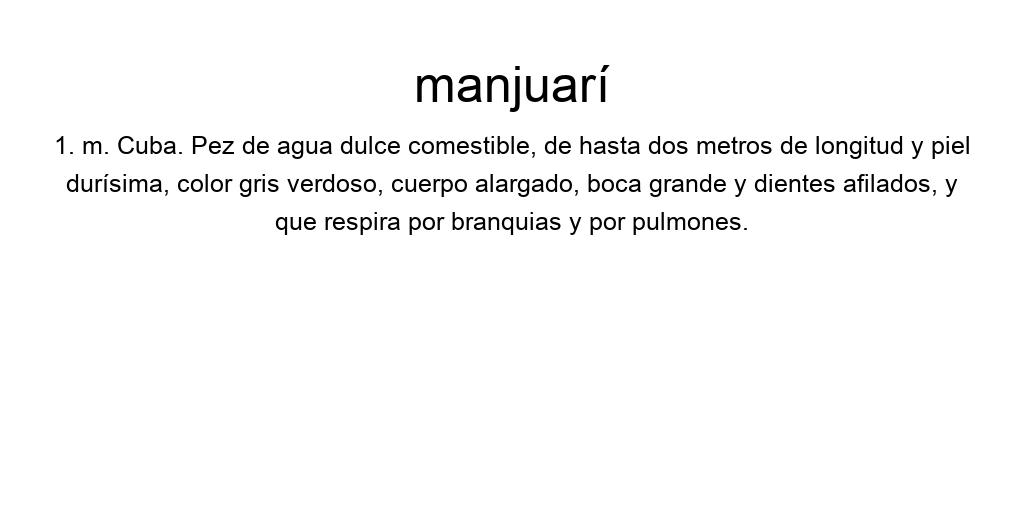 manjuarí
1. m. Cuba. Pez de agua dulce comestible, de hasta dos metros de longitud y piel
durísima, color gris verdoso, cuerpo alargado, boca grande y dientes afilados, y
que respira por branquias y por pulmones.